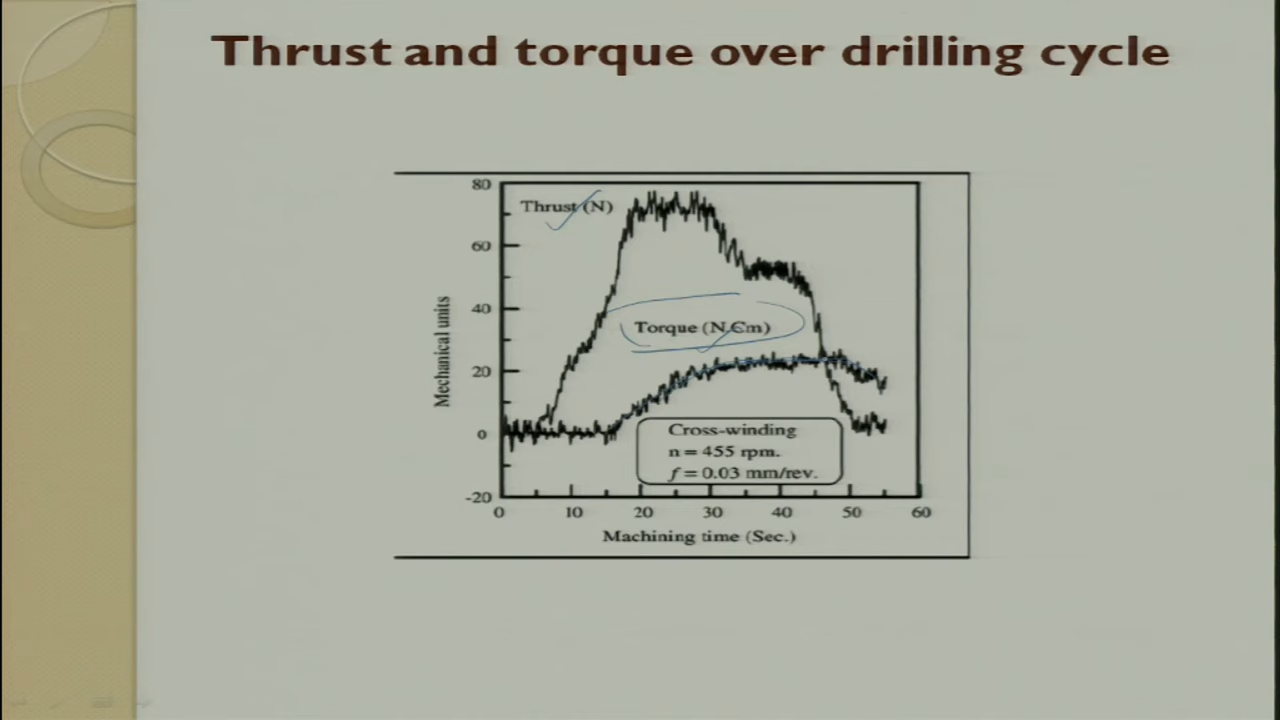 Thrust and torque over drilling cycle
80
Thrust (N)
60
40
Torque (N.Cm)
Mechanical units
20
Cross-winding
0
n = 455 rpm.
f = 0.03 mm/rev.
-20
0 10 20 30 40 50 60
Machining time (Sec.)